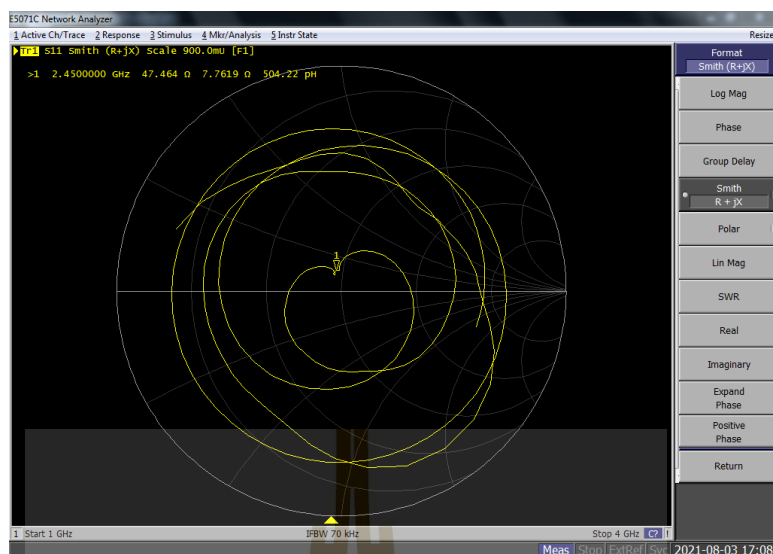 E5071C Network Analyzer
1 Active Ch/Trace 2 Response 3 Stimulus 4 Mkr/Analysis 5 Instr State
Resize
Tr1 S11 Smith (R+jX) Scale 900.0mU [F1]
>1 2.4500000 GHz 47.464 Ω 7.7619 Ω 504.22 pH
1
Format
Smith (R+jX)
Log Mag
Phase
Group Delay
Smith
R + jX
Polar
Lin Mag
SWR
Real
Imaginary
Expand
Phase
Positive
Phase
Return
1 Start 1 GHz IFBW 70 kHz Stop 4 GHz C? !
Meas Stop ExtRef Svc 2021-08-03 17:08